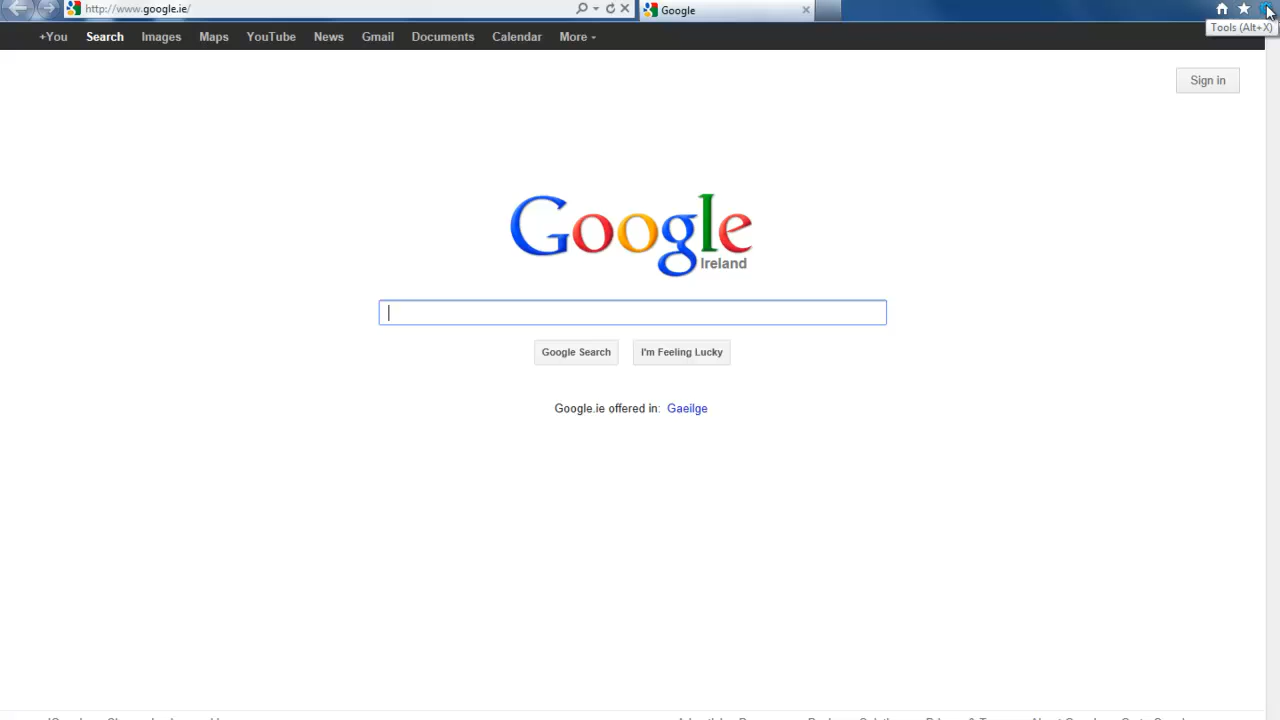 http://www.google.ie/
Google
Tools (Alt+X)
+You Search Images Maps YouTube News Gmail Documents Calendar More
Sign in
Google
Ireland
Google Search I'm Feeling Lucky
Google.ie offered in: Gaeilge